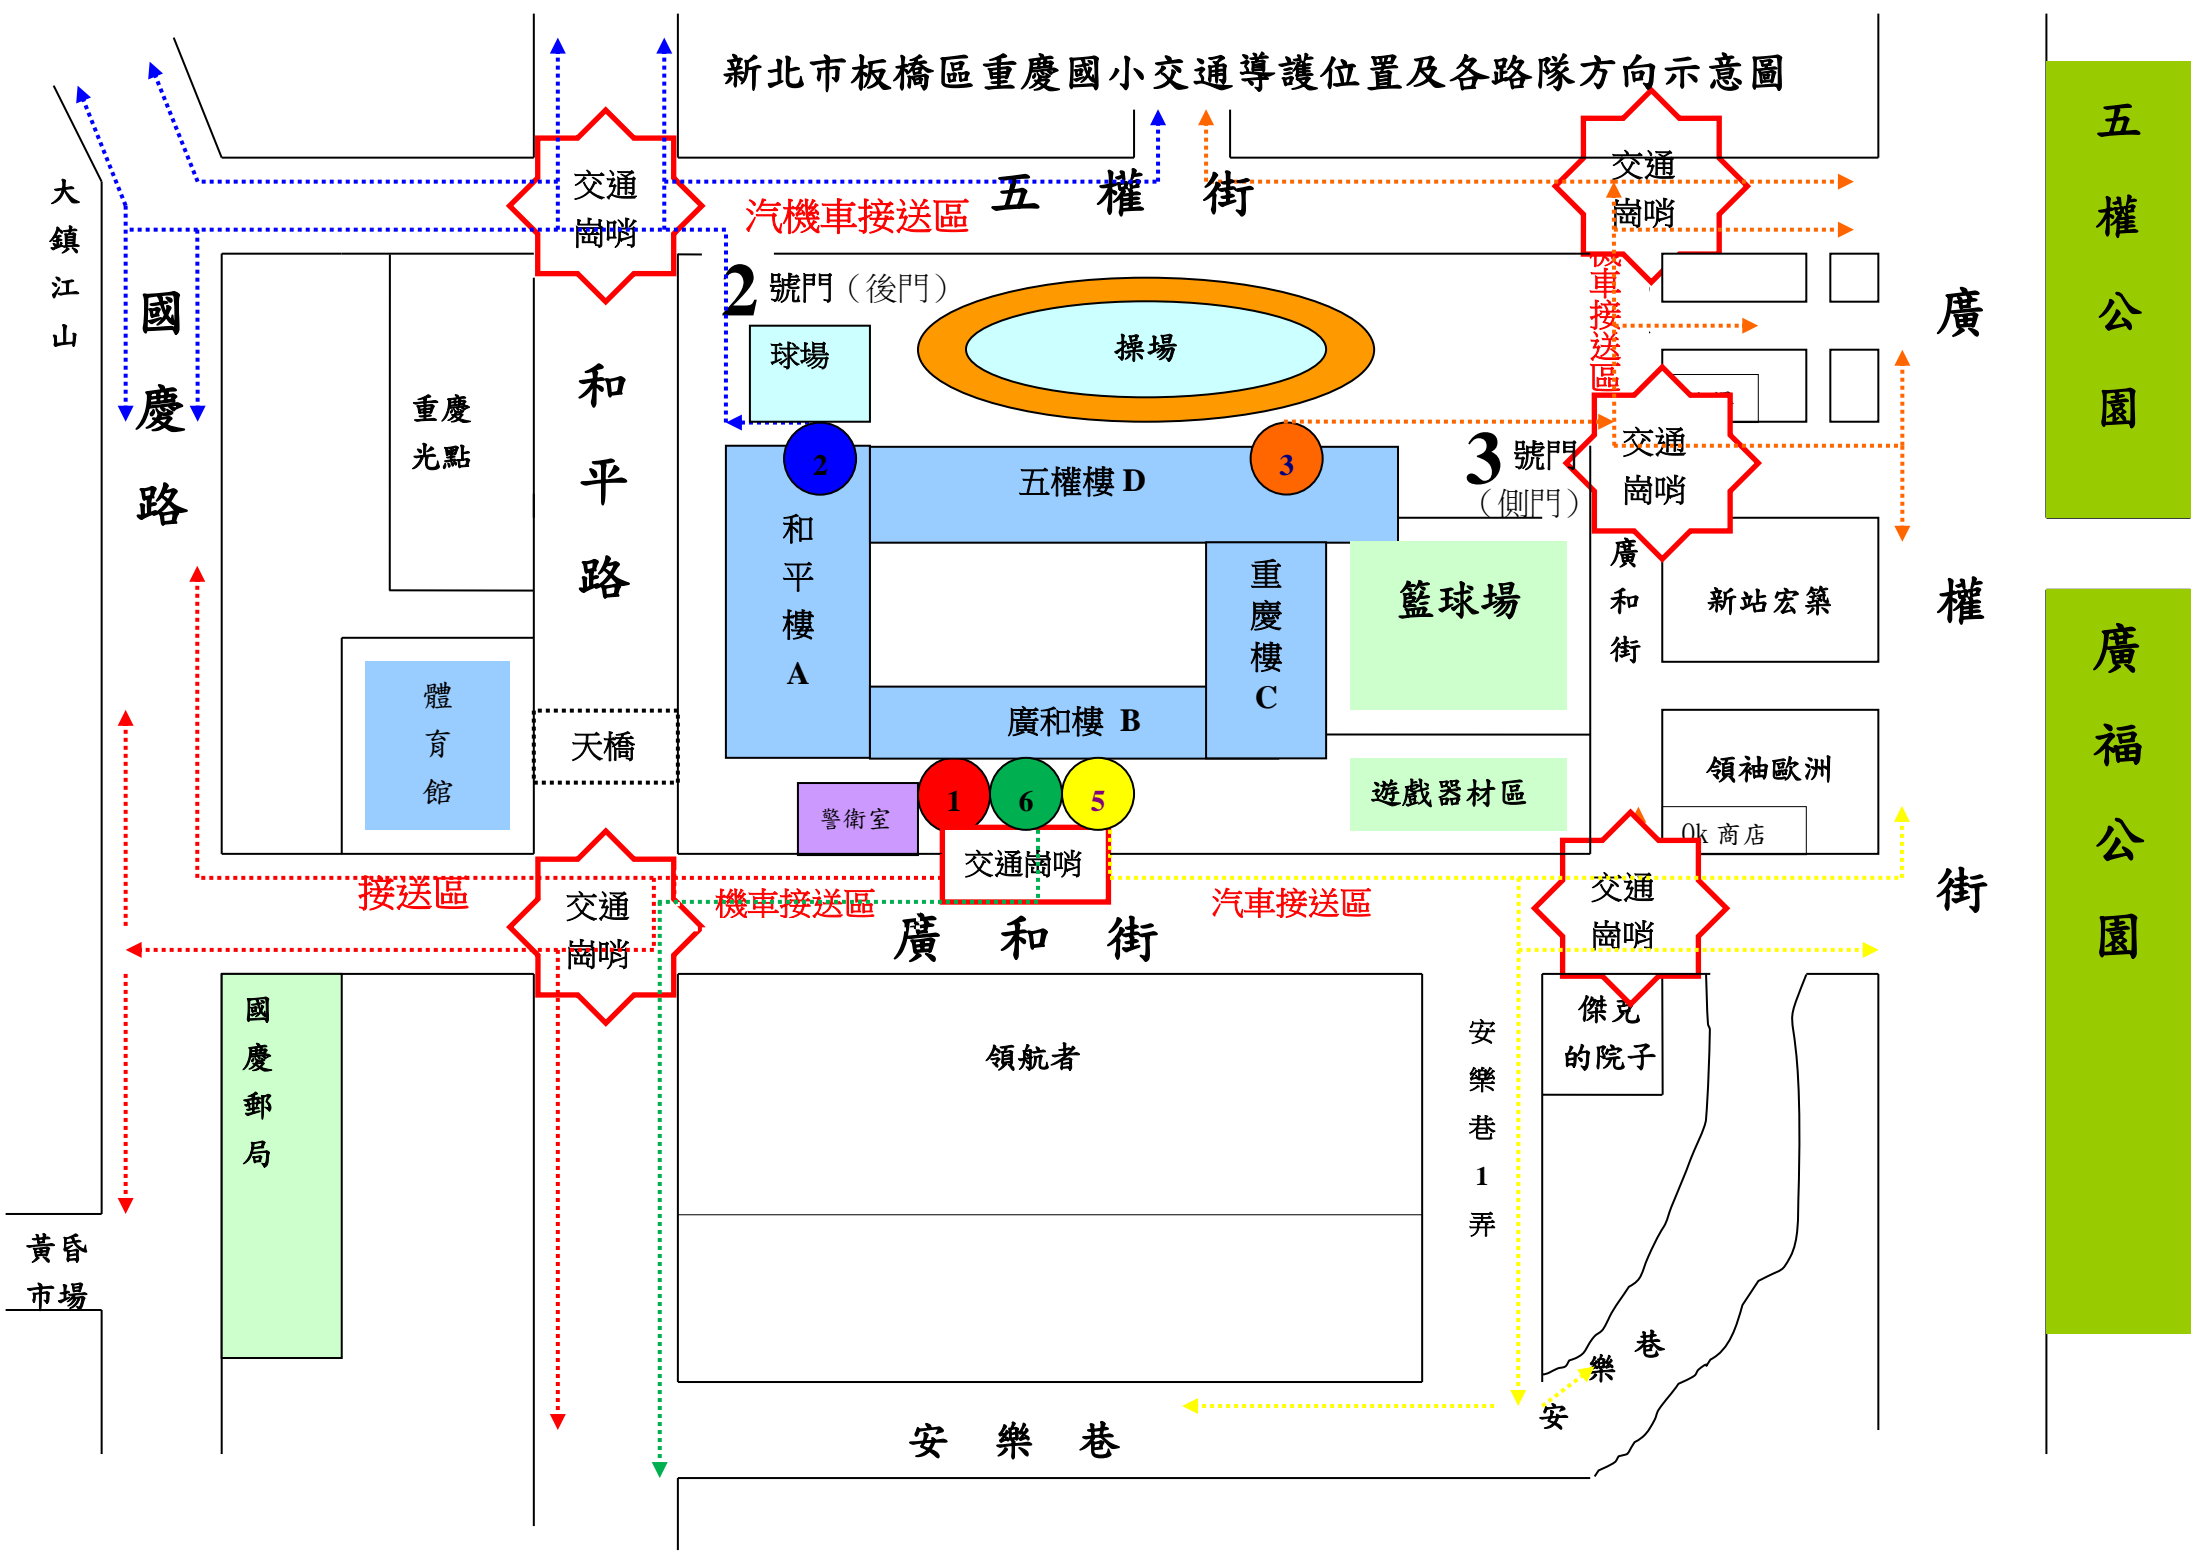 新北市板橋區重慶國小交通導護位置及各路隊方向示意圖
五權公園
大鎮江山
交通
崗哨
五權街
汽機車接送區
交通
崗哨
2號門（後門）
國慶路
和平路
廣權街
重慶
光點
球場
操場
機車接送區
3號門
（側門）
交通
崗哨
2
五權樓 D
3
和平樓 A
重慶樓 C
籃球場
廣和街
新站宏築
廣福公園
體育館
天橋
廣和樓 B
警衛室
1
6
5
遊戲器材區
領袖歐洲
Ok 商店
交通崗哨
接送區
交通
崗哨
機車接送區
汽車接送區
交通
崗哨
廣和街
國慶郵局
領航者
安樂巷1弄
傑克
的院子
黃昏
市場
安樂巷
安樂巷